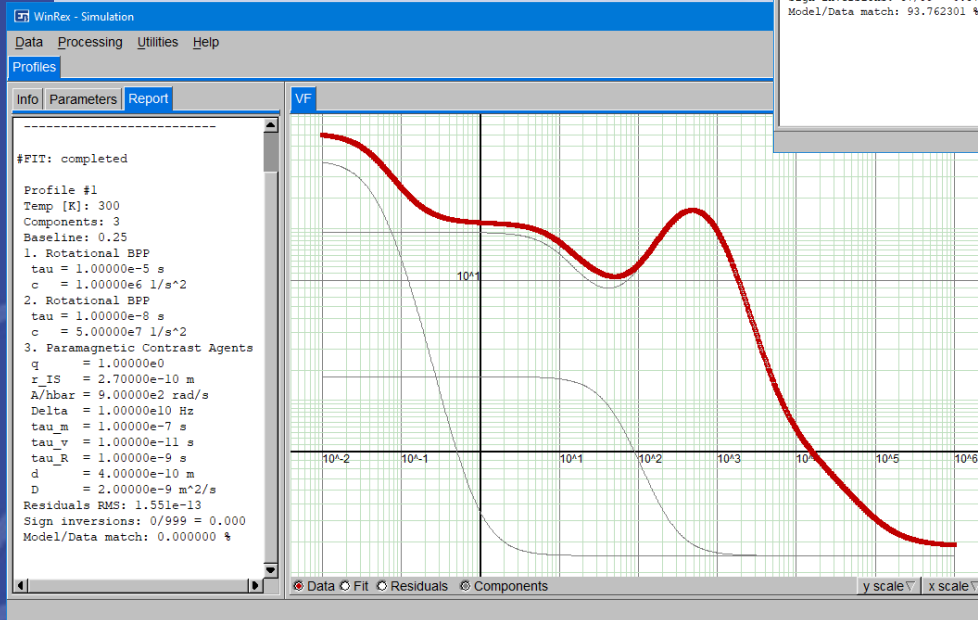 Model/Data match: 93.762301 %
WinRex - Simulation
Data Processing Utilities Help
Profiles
Info Parameters Report
VF
--------------------------
#FIT: completed
Profile #1
Temp [K]: 300
Components: 3
Baseline: 0.25
1. Rotational BPP
tau = 1.00000e-5 s
c = 1.00000e6 1/s^2
2. Rotational BPP
tau = 1.00000e-8 s
c = 5.00000e7 1/s^2
3. Paramagnetic Contrast Agents
q = 1.00000e0
r_IS = 2.70000e-10 m
A/hbar = 9.00000e2 rad/s
Delta = 1.00000e10 Hz
tau_m = 1.00000e-7 s
tau_v = 1.00000e-11 s
tau_R = 1.00000e-9 s
d = 4.00000e-10 m
D = 2.00000e-9 m^2/s
Residuals RMS: 1.551e-13
Sign inversions: 0/999 = 0.000
Model/Data match: 0.000000 %
10^1
10^-2 10^-1 10^1 10^2 10^3 10^5 10^6
Data Fit Residuals Components
y scale x scale